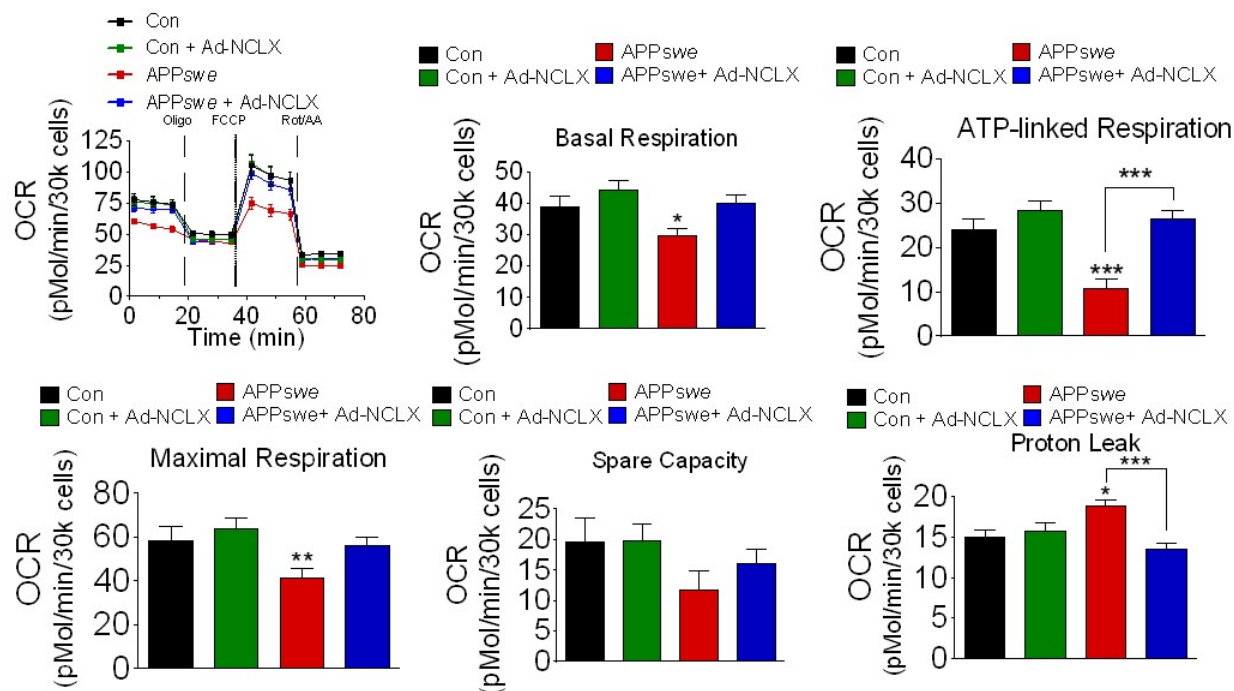 Con
Con + Ad-NCLX
APPswe
APPswe + Ad-NCLX
Oligo FCCP Rot/AA
125
100
75
50
25
0
OCR
(pMol/min/30k cells)
0 20 40 60 80
Time (min)
Con APPswe
Con + Ad-NCLX APPswe+ Ad-NCLX
Basal Respiration
50
40
30
20
10
0
OCR
(pMol/min/30k cells)
*
Con APPswe
Con + Ad-NCLX APPswe+ Ad-NCLX
ATP-linked Respiration
40
30
20
10
0
OCR
(pMol/min/30k cells)
***
***
Con APPswe
Con + Ad-NCLX APPswe+ Ad-NCLX
Maximal Respiration
80
60
40
20
0
OCR
(pMol/min/30k cells)
**
Con APPswe
Con + Ad-NCLX APPswe+ Ad-NCLX
Spare Capacity
25
20
15
10
5
0
OCR
(pMol/min/30k cells)
Con APPswe
Con + Ad-NCLX APPswe+ Ad-NCLX
Proton Leak
20
15
10
5
0
OCR
(pMol/min/30k cells)
***
*